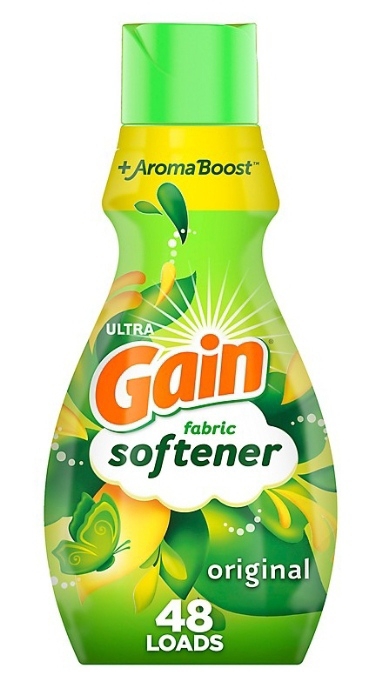 +AromaBoost™
ULTRA
Gain®
fabric
softener
original
48
LOADS